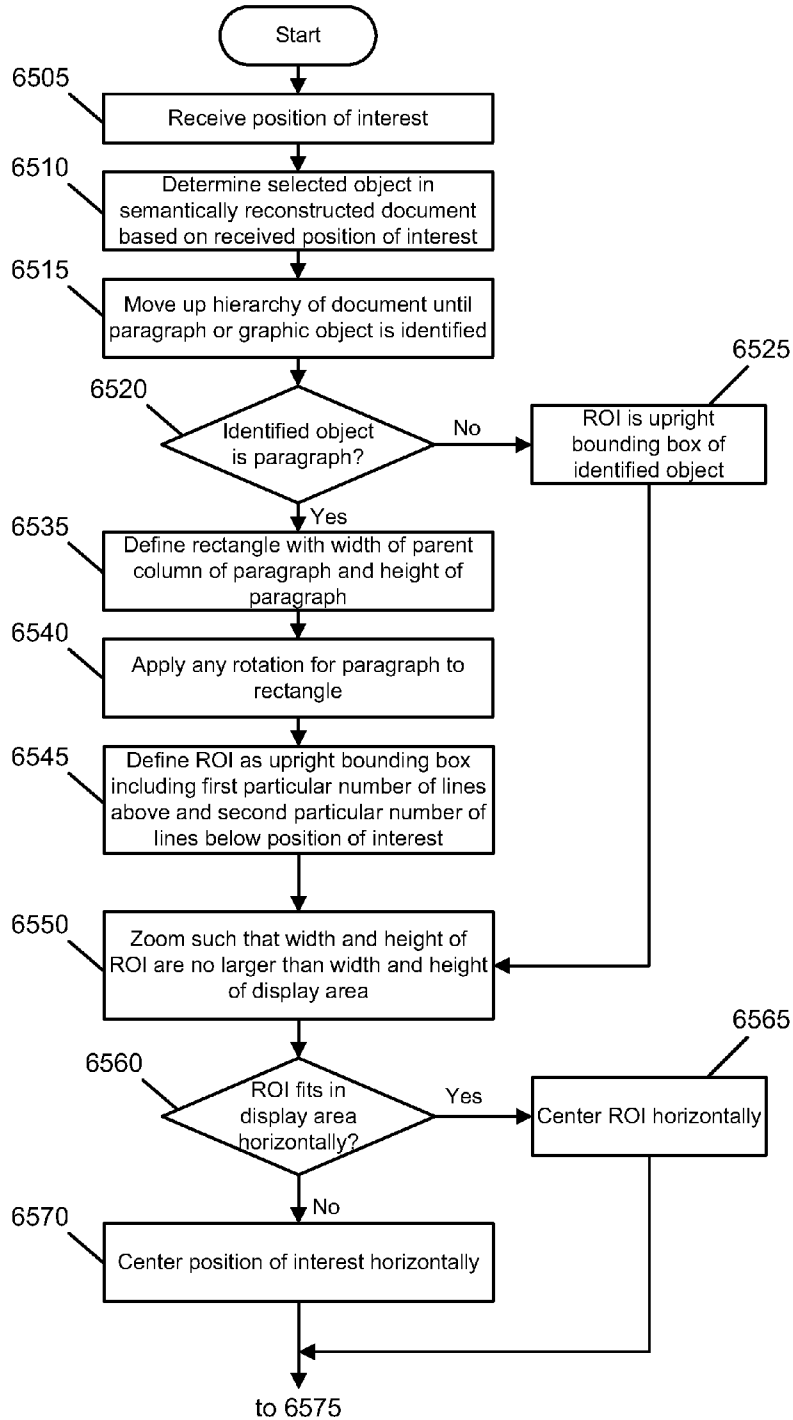 Start
6505
Receive position of interest
6510
Determine selected object in
semantically reconstructed document
based on received position of interest
6515
Move up hierarchy of document until
paragraph or graphic object is identified
6520
Identified object
is paragraph?
No
6525
ROI is upright
bounding box of
identified object
Yes
6535
Define rectangle with width of parent
column of paragraph and height of
paragraph
6540
Apply any rotation for paragraph to
rectangle
6545
Define ROI as upright bounding box
including first particular number of lines
above and second particular number of
lines below position of interest
6550
Zoom such that width and height of
ROI are no larger than width and height
of display area
6560
ROI fits in
display area
horizontally?
Yes
6565
Center ROI horizontally
No
6570
Center position of interest horizontally
to 6575